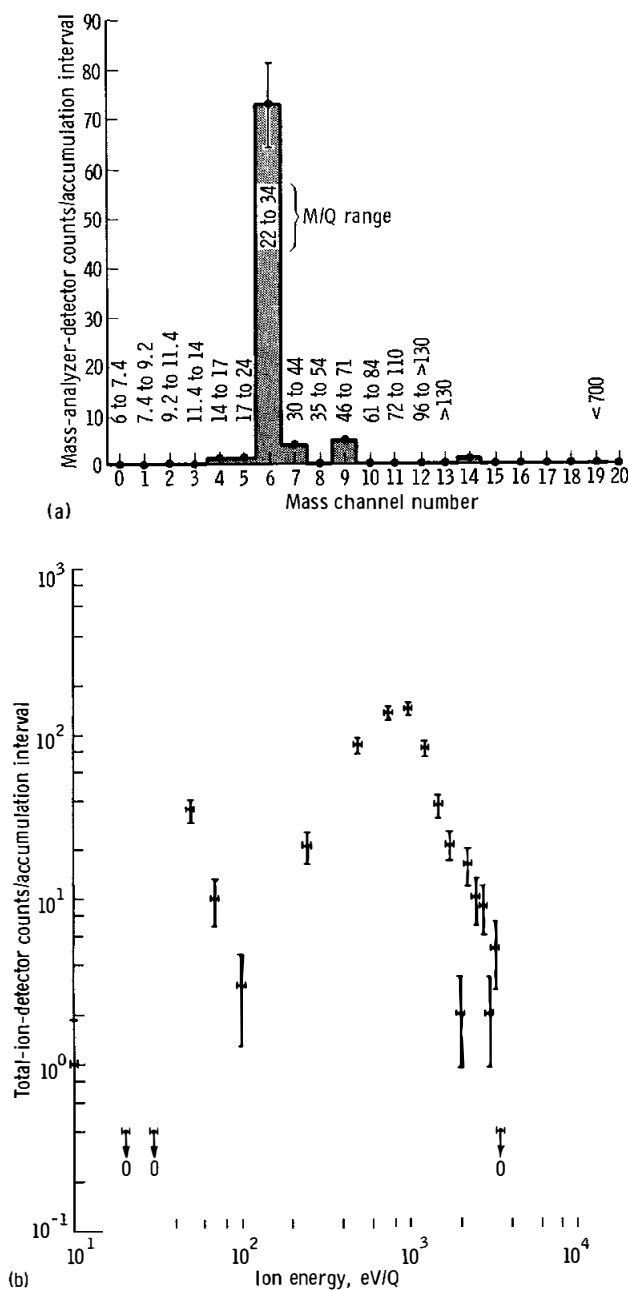 Mass-analyzer-detector counts/accumulation interval
90
80
70
60
50
40
30
20
10
0
22 to 34
M/Q range
6 to 7.4
7.4 to 9.2
9.2 to 11.4
11.4 to 14
14 to 17
17 to 24
30 to 44
35 to 54
46 to 71
61 to 84
72 to 110
96 to >130
>130
< 700
0 1 2 3 4 5 6 7 8 9 10 11 12 13 14 15 16 17 18 19 20
(a)
Mass channel number
Total-ion-detector counts/accumulation interval
10^3
10^2
10^1
10^0
10^-1
0 0 0
10^1 10^2 10^3 10^4
(b)
Ion energy, eV/Q